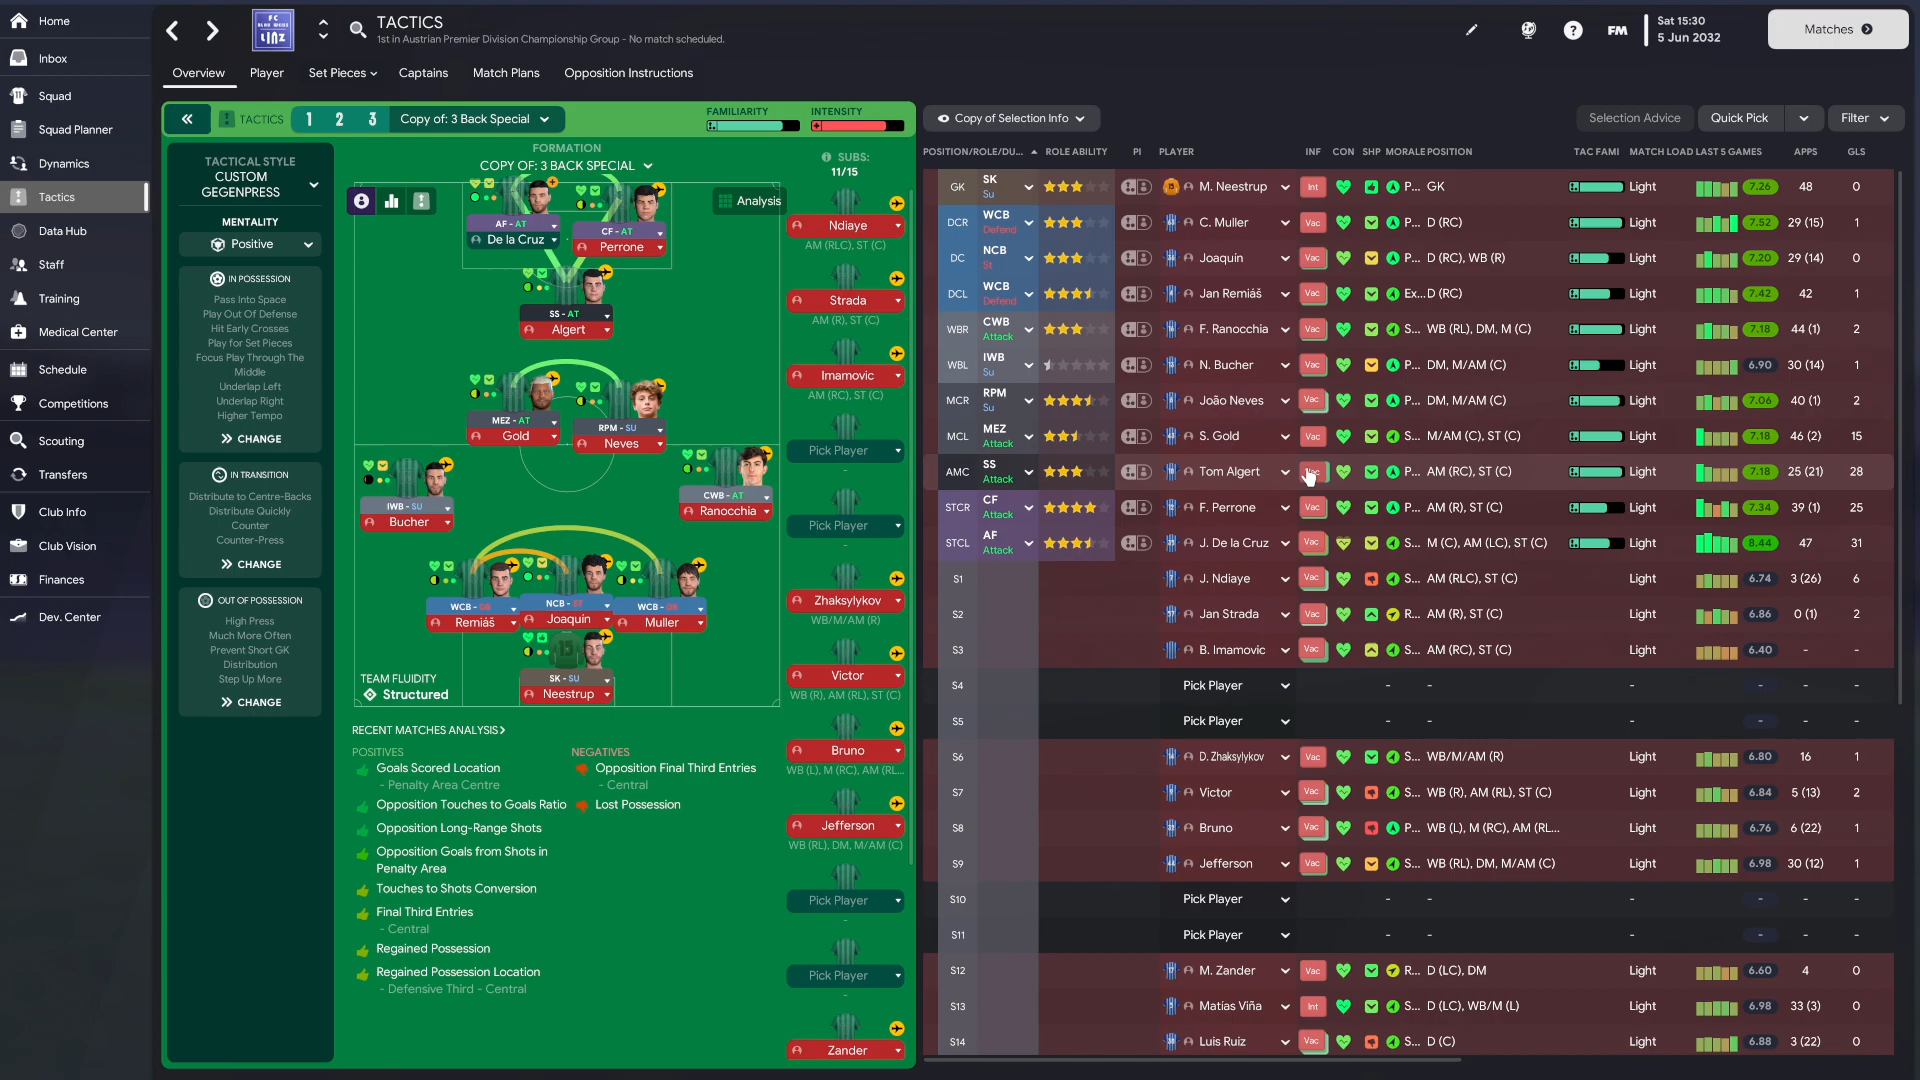 Home
Inbox
Squad
Squad Planner
Dynamics
Tactics
Data Hub
Staff
Training
Medical Center
Schedule
Competitions
Scouting
Transfers
Club Info
Club Vision
Finances
Dev. Center
FC
BLAU WEISS
LINZ
TACTICS
1st in Austrian Premier Division Championship Group - No match scheduled.
?
FM
Sat 15:30
5 Jun 2032
Matches
Overview
Player
Set Pieces
Captains
Match Plans
Opposition Instructions
TACTICS
1 2 3
Copy of: 3 Back Special
FAMILIARITY
INTENSITY
TACTICAL STYLE
CUSTOM
GEGENPRESS
MENTALITY
Positive
IN POSSESSION
Pass Into Space
Play Out Of Defense
Hit Early Crosses
Play for Set Pieces
Focus Play Through The
Middle
Underlap Left
Underlap Right
Higher Tempo
CHANGE
IN TRANSITION
Distribute to Centre-Backs
Distribute Quickly
Counter
Counter-Press
CHANGE
OUT OF POSSESSION
High Press
Much More Often
Prevent Short GK
Distribution
Step Up More
CHANGE
FORMATION
COPY OF: 3 BACK SPECIAL
Analysis
AF - AT
De la Cruz
CF - AT
Perrone
SS - AT
Algert
MEZ - AT
Gold
RPM - SU
Neves
IWB - SU
Bucher
CWB - AT
Ranocchia
WCB - DE
Remiáš
NCB - ST
Joaquin
WCB - DE
Muller
SK - SU
Neestrup
TEAM FLUIDITY
Structured
RECENT MATCHES ANALYSIS
POSITIVES
Goals Scored Location
- Penalty Area Centre
Opposition Touches to Goals Ratio
Opposition Long-Range Shots
Opposition Goals from Shots in
Penalty Area
Touches to Shots Conversion
Final Third Entries
- Central
Regained Possession
Regained Possession Location
- Defensive Third - Central
NEGATIVES
Opposition Final Third Entries
- Central
Lost Possession
SUBS:
11/15
Ndiaye
AM (RLC), ST (C)
Strada
AM (R), ST (C)
Imamovic
AM (RC), ST (C)
Pick Player
-
Pick Player
-
Zhaksylykov
WB/M/AM (R)
Victor
WB (R), AM (RL), ST (C)
Bruno
WB (L), M (RC), AM (RL...
Jefferson
WB (RL), DM, M/AM (C)
Pick Player
-
Pick Player
-
Zander
Copy of Selection Info
Selection Advice
Quick Pick
Filter
POSITION/ROLE/DU... ROLE ABILITY PI PLAYER INF CON SHP MORALE POSITION TAC FAMI MATCH LOAD LAST 5 GAMES APPS GLS
GK SK Su M. Neestrup Int P... GK Light 7.26 48 0
DCR WCB Defend C. Muller Vac P... D (RC) Light 7.52 29 (15) 1
DC NCB St Joaquin Vac P... D (RC), WB (R) Light 7.20 29 (14) 0
DCL WCB Defend Jan Remiáš Vac Ex... D (RC) Light 7.42 42 1
WBR CWB Attack F. Ranocchia Vac S... WB (RL), DM, M (C) Light 7.18 44 (1) 2
WBL IWB Su N. Bucher Vac P... DM, M/AM (C) Light 6.90 30 (14) 1
MCR RPM Su João Neves Vac P... DM, M/AM (C) Light 7.06 40 (1) 2
MCL MEZ Attack S. Gold Vac S... M/AM (C), ST (C) Light 7.18 46 (2) 15
AMC SS Attack Tom Algert P... AM (RC), ST (C) Light 7.18 25 (21) 28
STCR CF Attack F. Perrone Vac P... AM (R), ST (C) Light 7.34 39 (1) 25
STCL AF Attack J. De la Cruz Vac S... M (C), AM (LC), ST (C) Light 8.44 47 31
S1 J. Ndiaye Vac S... AM (RLC), ST (C) Light 6.74 3 (26) 6
S2 Jan Strada Vac R... AM (R), ST (C) Light 6.86 0 (1) 2
S3 B. Imamovic Vac S... AM (RC), ST (C) Light 6.40 - -
S4 Pick Player - - - - - -
S5 Pick Player - - - - - -
S6 D. Zhaksylykov Vac S... WB/M/AM (R) Light 6.80 16 1
S7 Victor Vac S... WB (R), AM (RL), ST (C) Light 6.84 5 (13) 2
S8 Bruno Vac P... WB (L), M (RC), AM (RL... Light 6.76 6 (22) 1
S9 Jefferson Vac S... WB (RL), DM, M/AM (C) Light 6.98 30 (12) 1
S10 Pick Player - - - - - -
S11 Pick Player - - - - - -
S12 M. Zander Vac R... D (LC), DM Light 6.60 4 0
S13 Matías Viña Int S... D (LC), WB/M (L) Light 6.98 33 (3) 0
S14 Luis Ruiz Vac S... D (C) Light 6.88 3 (22) 0